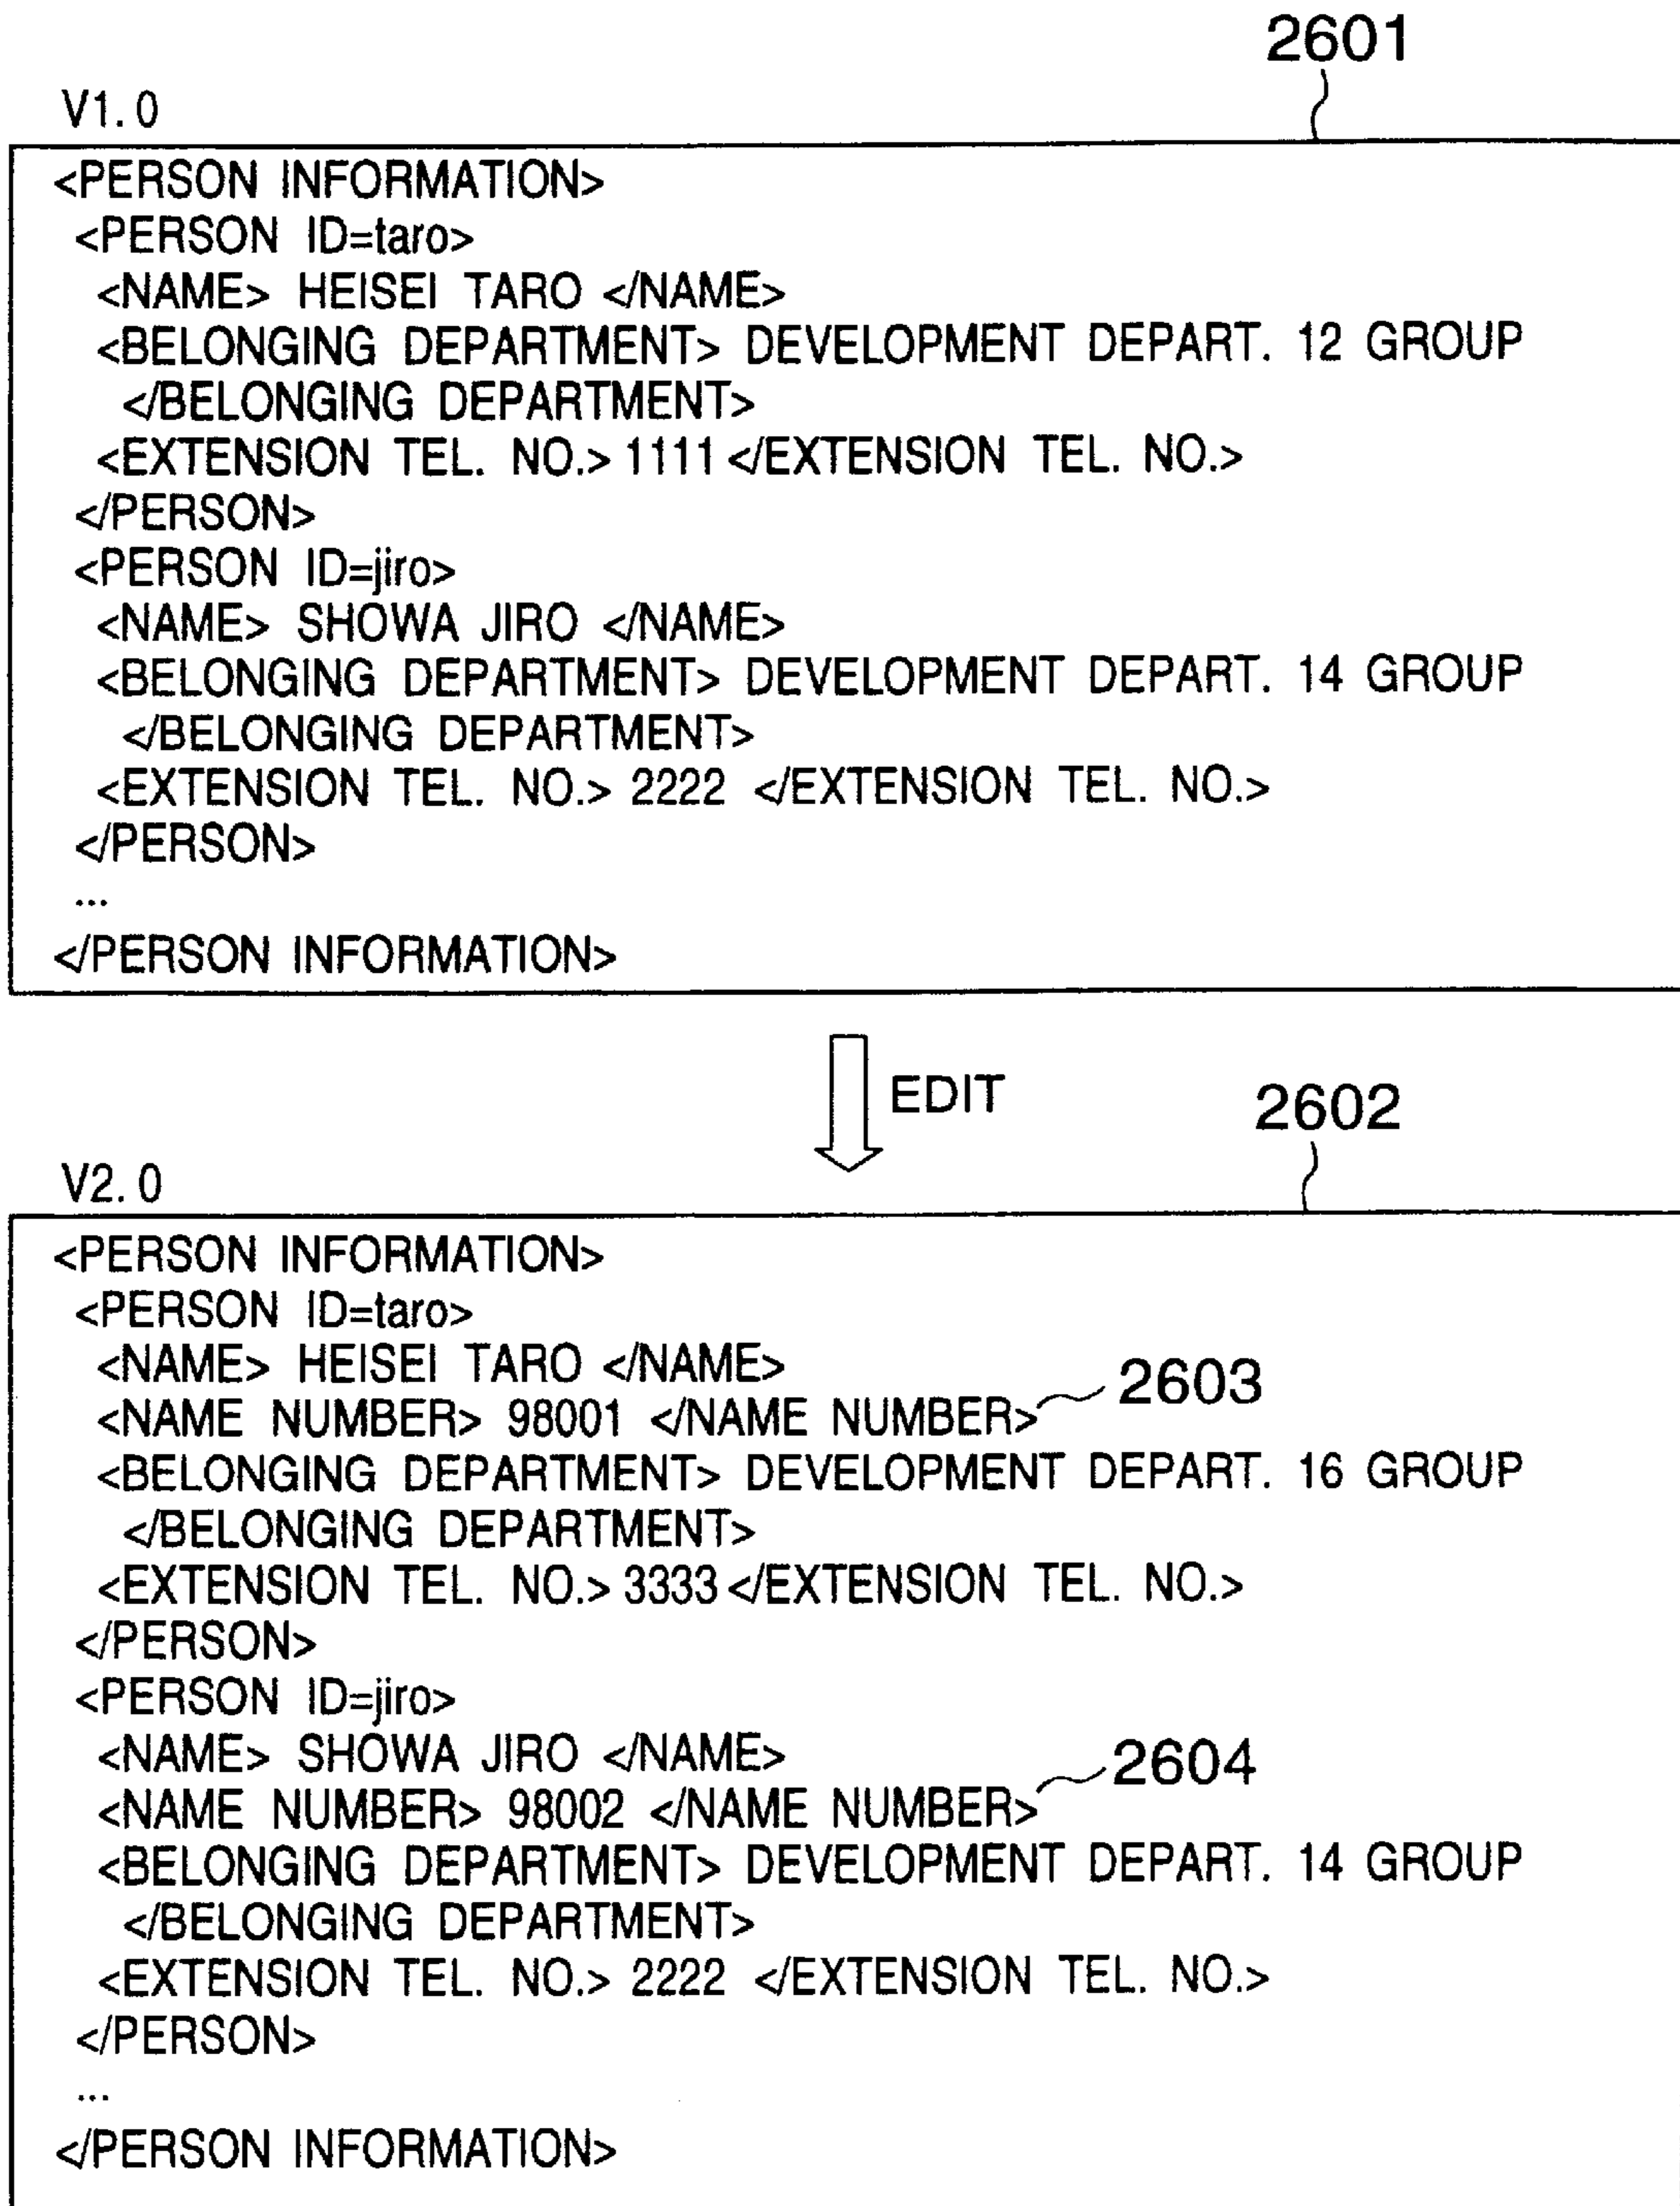 2601
V1.0
<PERSON INFORMATION>
<PERSON ID=taro>
<NAME> HEISEI TARO </NAME>
<BELONGING DEPARTMENT> DEVELOPMENT DEPART. 12 GROUP
</BELONGING DEPARTMENT>
<EXTENSION TEL. NO.> 1111 </EXTENSION TEL. NO.>
</PERSON>
<PERSON ID=jiro>
<NAME> SHOWA JIRO </NAME>
<BELONGING DEPARTMENT> DEVELOPMENT DEPART. 14 GROUP
</BELONGING DEPARTMENT>
<EXTENSION TEL. NO.> 2222 </EXTENSION TEL. NO.>
</PERSON>
...
</PERSON INFORMATION>
EDIT
2602
V2.0
<PERSON INFORMATION>
<PERSON ID=taro>
<NAME> HEISEI TARO </NAME>
<NAME NUMBER> 98001 </NAME NUMBER> 2603
<BELONGING DEPARTMENT> DEVELOPMENT DEPART. 16 GROUP
</BELONGING DEPARTMENT>
<EXTENSION TEL. NO.> 3333 </EXTENSION TEL. NO.>
</PERSON>
<PERSON ID=jiro>
<NAME> SHOWA JIRO </NAME>
<NAME NUMBER> 98002 </NAME NUMBER> 2604
<BELONGING DEPARTMENT> DEVELOPMENT DEPART. 14 GROUP
</BELONGING DEPARTMENT>
<EXTENSION TEL. NO.> 2222 </EXTENSION TEL. NO.>
</PERSON>
...
</PERSON INFORMATION>